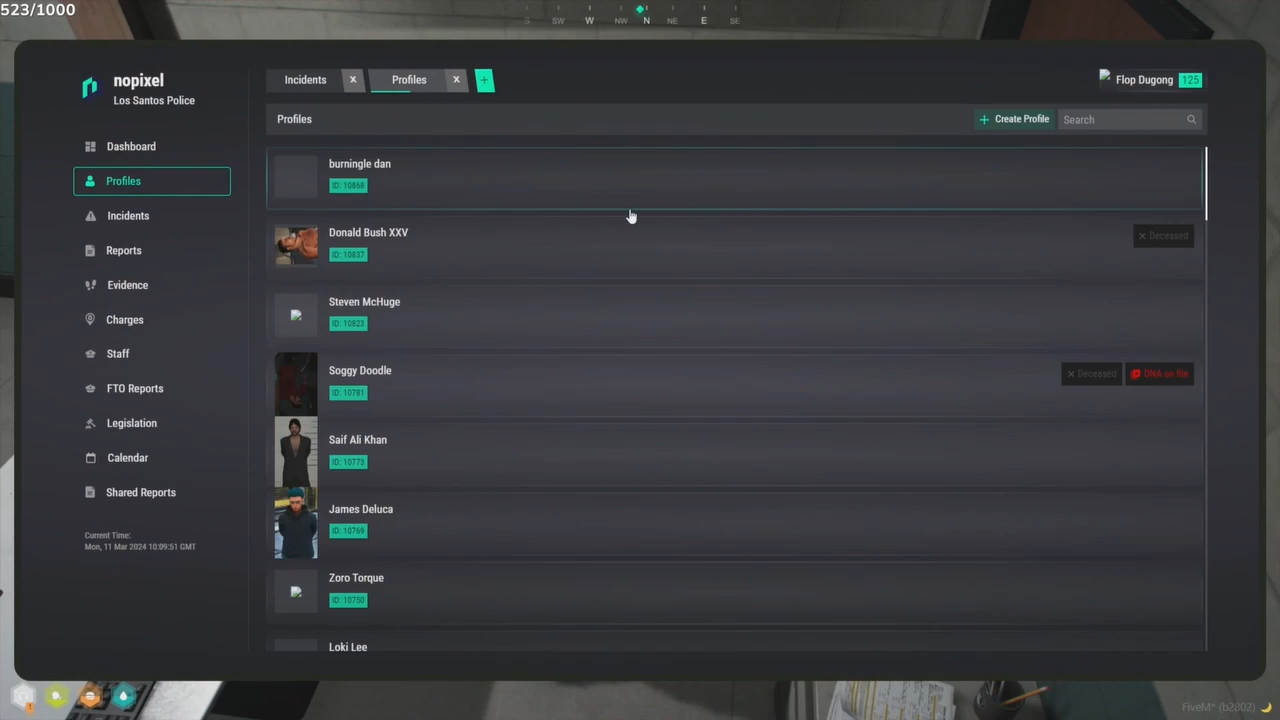 523/1000
S SW W NW N NE E SE
nopixel
Los Santos Police
Dashboard
Profiles
Incidents
Reports
Evidence
Charges
Staff
FTO Reports
Legislation
Calendar
Shared Reports
Current Time:
Mon, 11 Mar 2024 10:09:51 GMT
Incidents x Profiles x +
Flop Dugong 125
Profiles
+ Create Profile
Search
burningle dan
ID: 10868
Donald Bush XXV
ID: 10837
× Deceased
Steven McHuge
ID: 10823
Soggy Doodle
ID: 10781
× Deceased DNA on file
Saif Ali Khan
ID: 10773
James Deluca
ID: 10769
Zoro Torque
ID: 10750
Loki Lee
FiveM* (b2802)